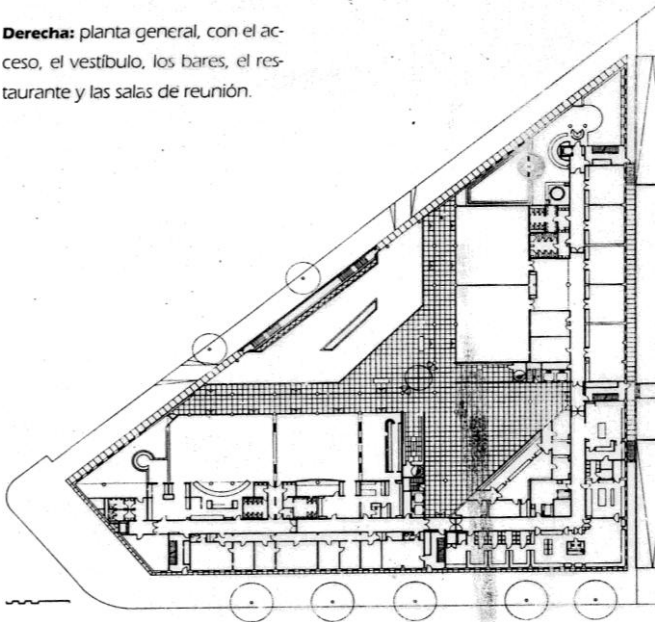 Derecha: planta general, con el ac-
ceso, el vestíbulo, los bares, el res-
taurante y las salas de reunión.